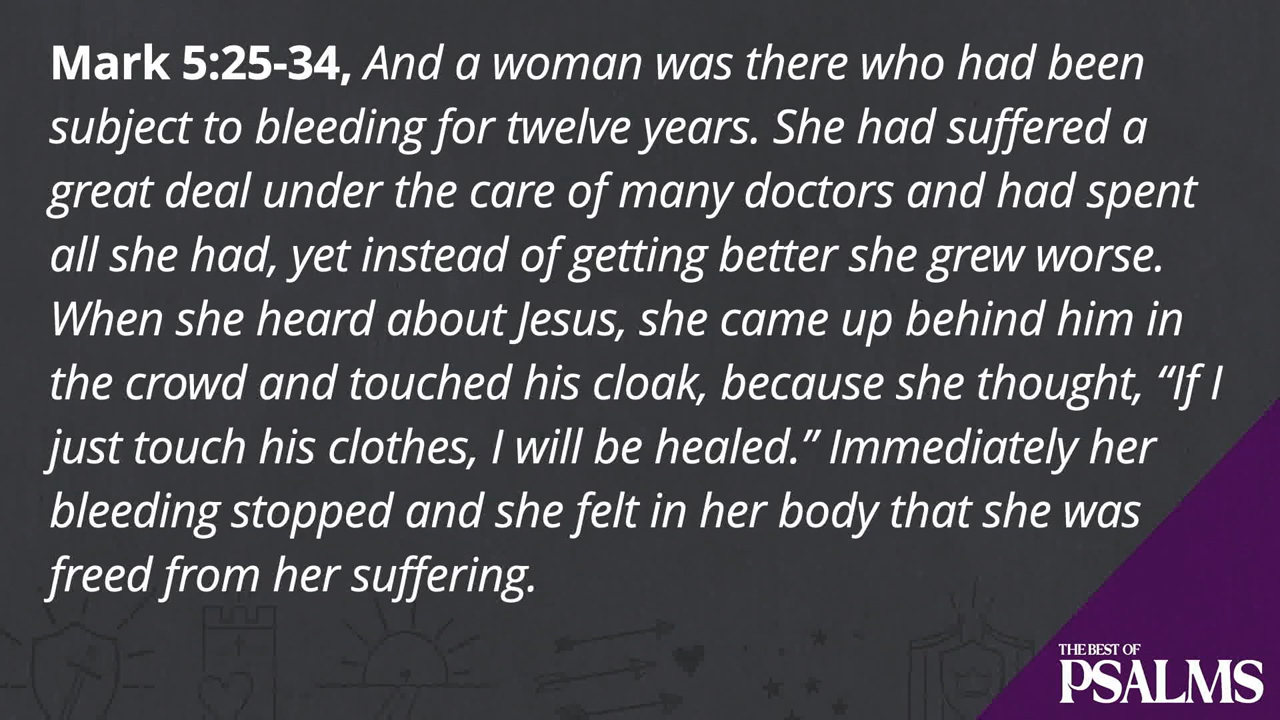 Mark 5:25-34, And a woman was there who had been
subject to bleeding for twelve years. She had suffered a
great deal under the care of many doctors and had spent
all she had, yet instead of getting better she grew worse.
When she heard about Jesus, she came up behind him in
the crowd and touched his cloak, because she thought, “If I
just touch his clothes, I will be healed.” Immediately her
bleeding stopped and she felt in her body that she was
freed from her suffering.
THE BEST OF
PSALMS